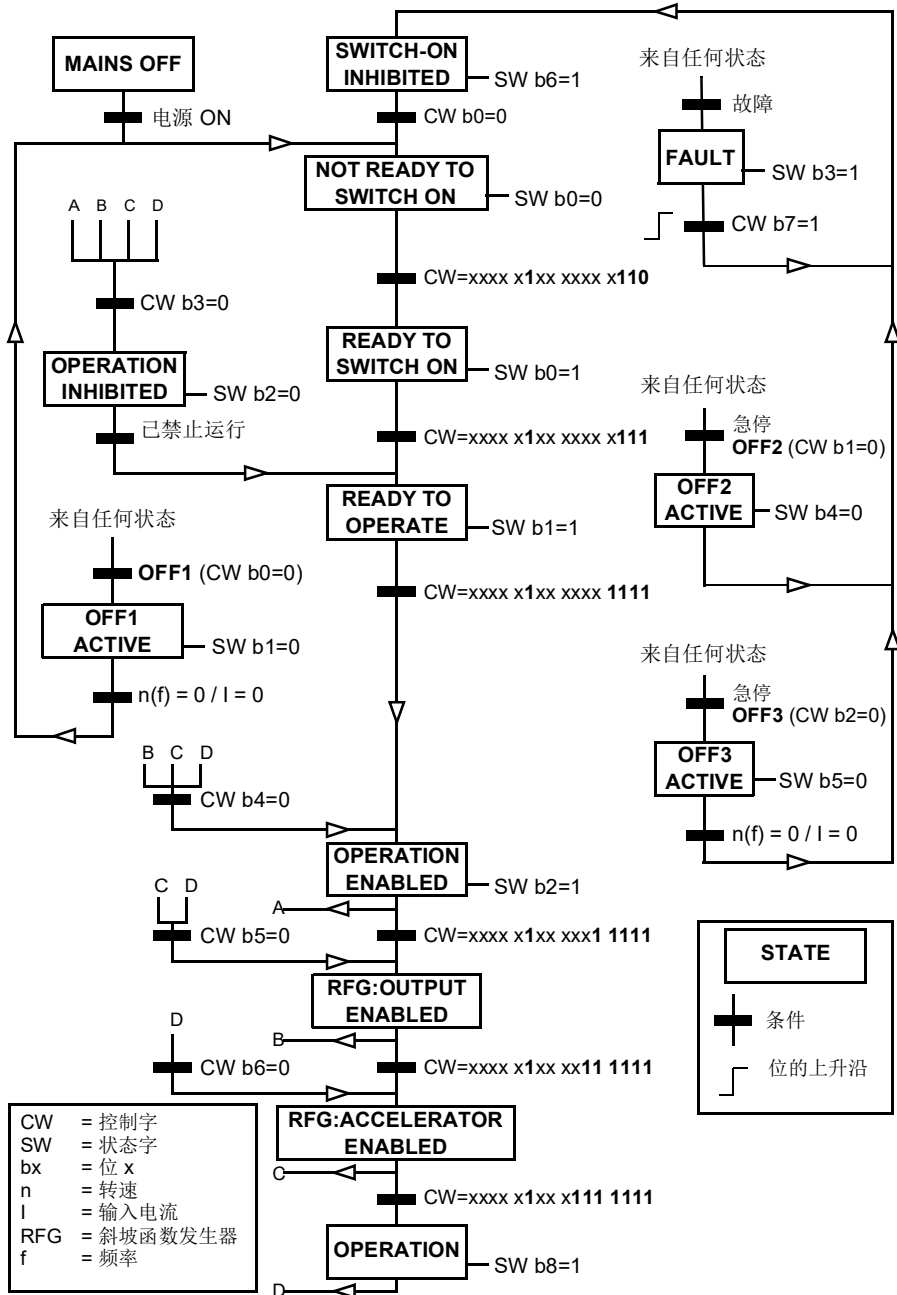 MAINS OFF
电源 ON
SWITCH-ON
INHIBITED
SW b6=1
CW b0=0
NOT READY TO
SWITCH ON
SW b0=0
来自任何状态
故障
FAULT
SW b3=1
CW b7=1
A B C D
CW b3=0
OPERATION
INHIBITED
SW b2=0
已禁止运行
CW=xxxx x1xx xxxx x110
READY TO
SWITCH ON
SW b0=1
CW=xxxx x1xx xxxx x111
READY TO
OPERATE
SW b1=1
CW=xxxx x1xx xxxx 1111
来自任何状态
急停
OFF2 (CW b1=0)
OFF2
ACTIVE
SW b4=0
来自任何状态
OFF1 (CW b0=0)
OFF1
ACTIVE
SW b1=0
n(f) = 0 / I = 0
来自任何状态
急停
OFF3 (CW b2=0)
OFF3
ACTIVE
SW b5=0
n(f) = 0 / I = 0
B C D
CW b4=0
OPERATION
ENABLED
SW b2=1
A
C D
CW b5=0
CW=xxxx x1xx xxx1 1111
RFG:OUTPUT
ENABLED
B
D
CW b6=0
CW=xxxx x1xx xx11 1111
RFG:ACCELERATOR
ENABLED
C
CW=xxxx x1xx x111 1111
OPERATION
SW b8=1
D
STATE
条件
位的上升沿
CW = 控制字
SW = 状态字
bx = 位 x
n = 转速
I = 输入电流
RFG = 斜坡函数发生器
f = 频率